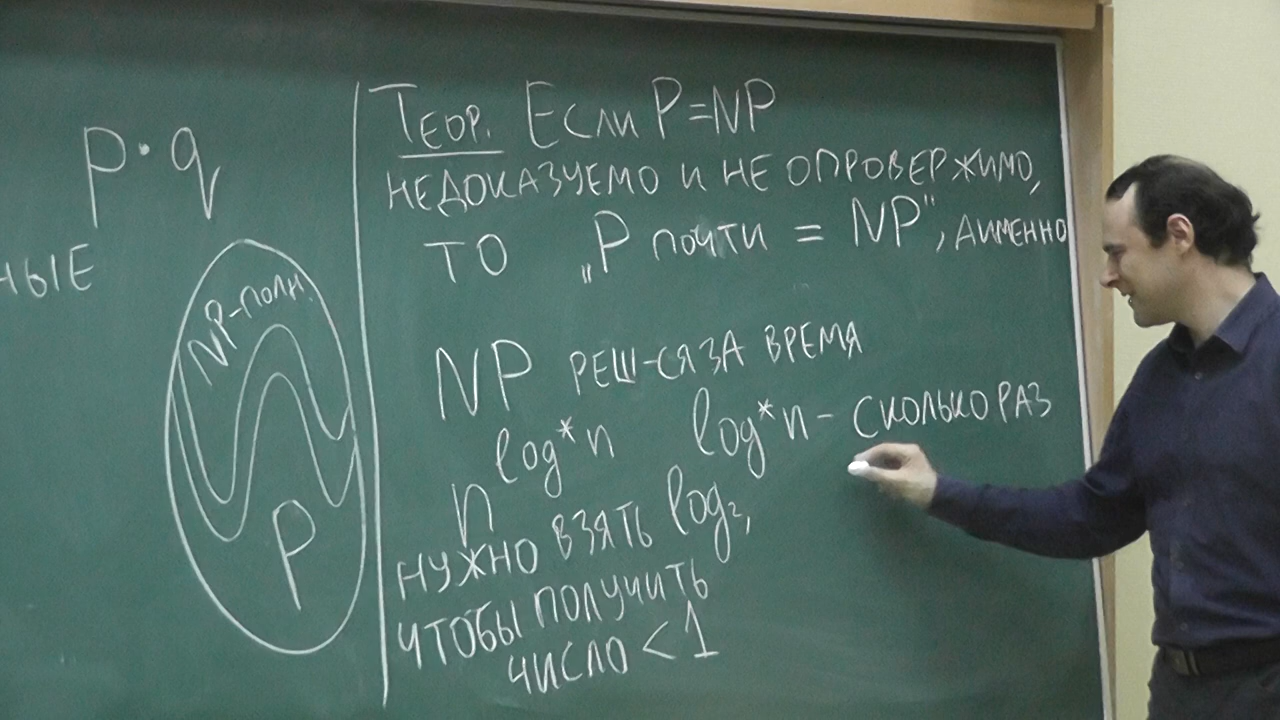 p·q
НЫЕ
NP-полн.
P
Теор. Если P=NP
недоказуемо и не опровержимо,
то „P почти = NP", а именно
NP реш-ся за время
n^log*n log*n - сколько раз
нужно взять log₂,
чтобы получить
число < 1